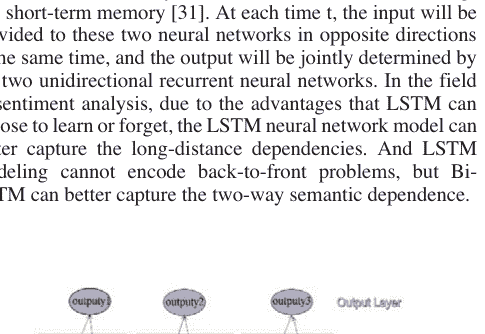 short-term memory [31]. At each time t, the input will be
vided to these two neural networks in opposite directions
he same time, and the output will be jointly determined by
two unidirectional recurrent neural networks. In the field
sentiment analysis, due to the advantages that LSTM can
ose to learn or forget, the LSTM neural network model can
ter capture the long-distance dependencies. And LSTM
deling cannot encode back-to-front problems, but Bi-
TM can better capture the two-way semantic dependence.
outputy1 outputy2 outputy3 Output Layer